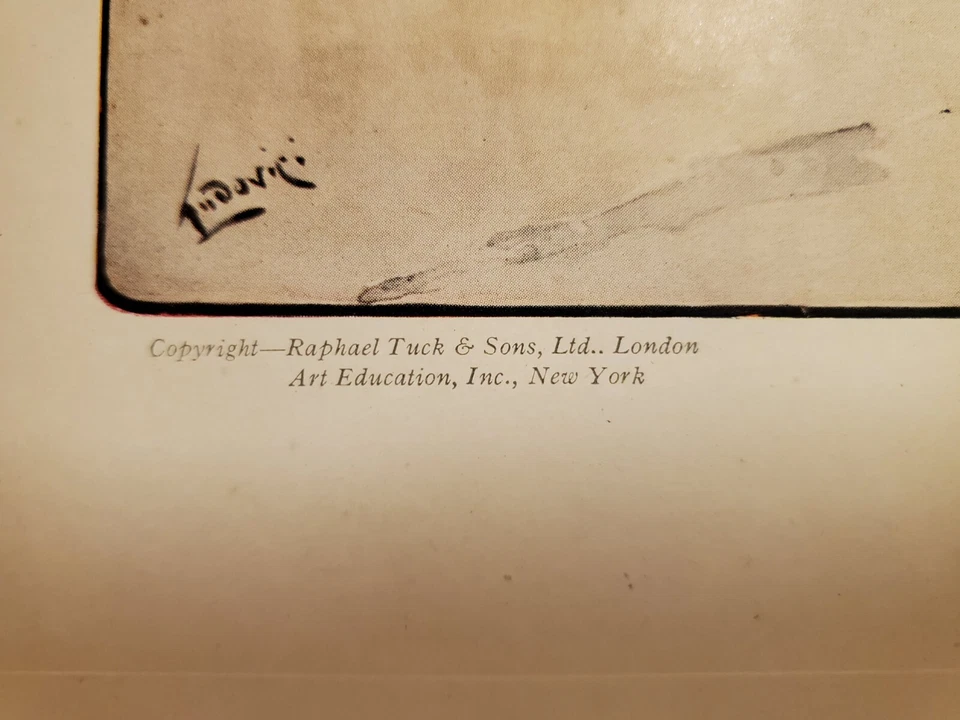 Copyright—Raphael Tuck & Sons, Ltd.. London
Art Education, Inc., New York